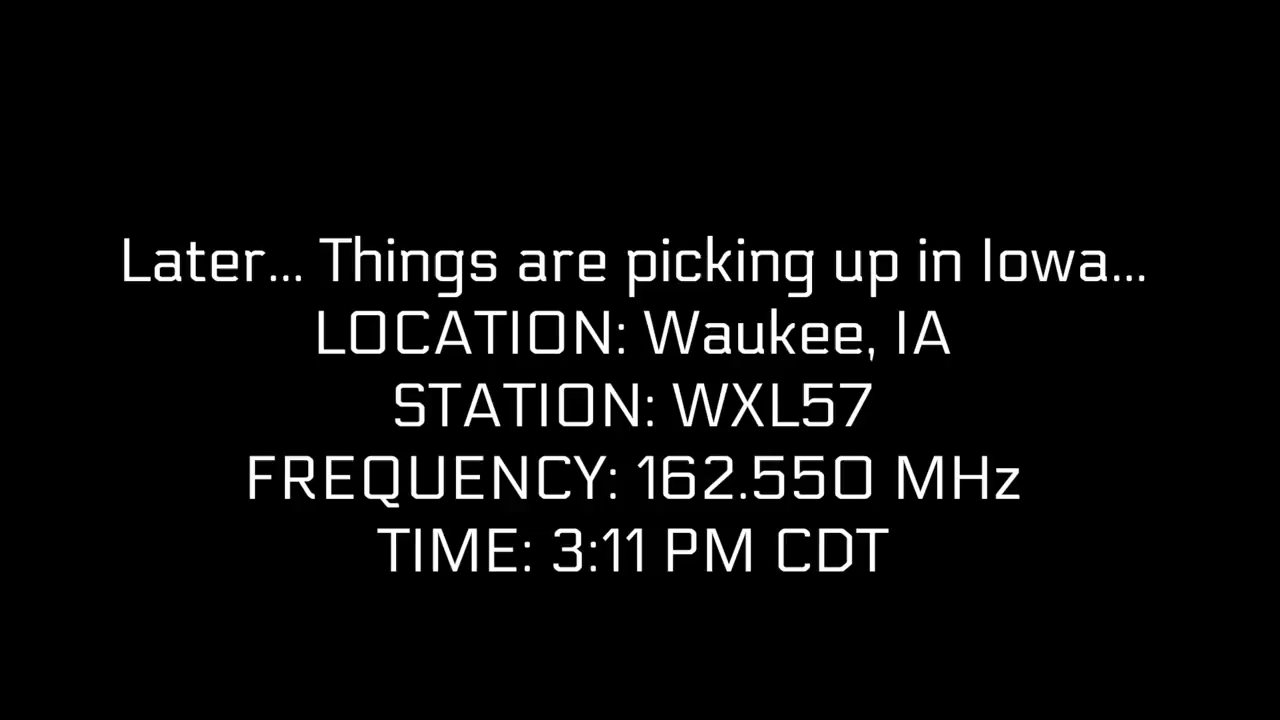 Later... Things are picking up in Iowa...
LOCATION: Waukee, IA
STATION: WXL57
FREQUENCY: 162.550 MHz
TIME: 3:11 PM CDT